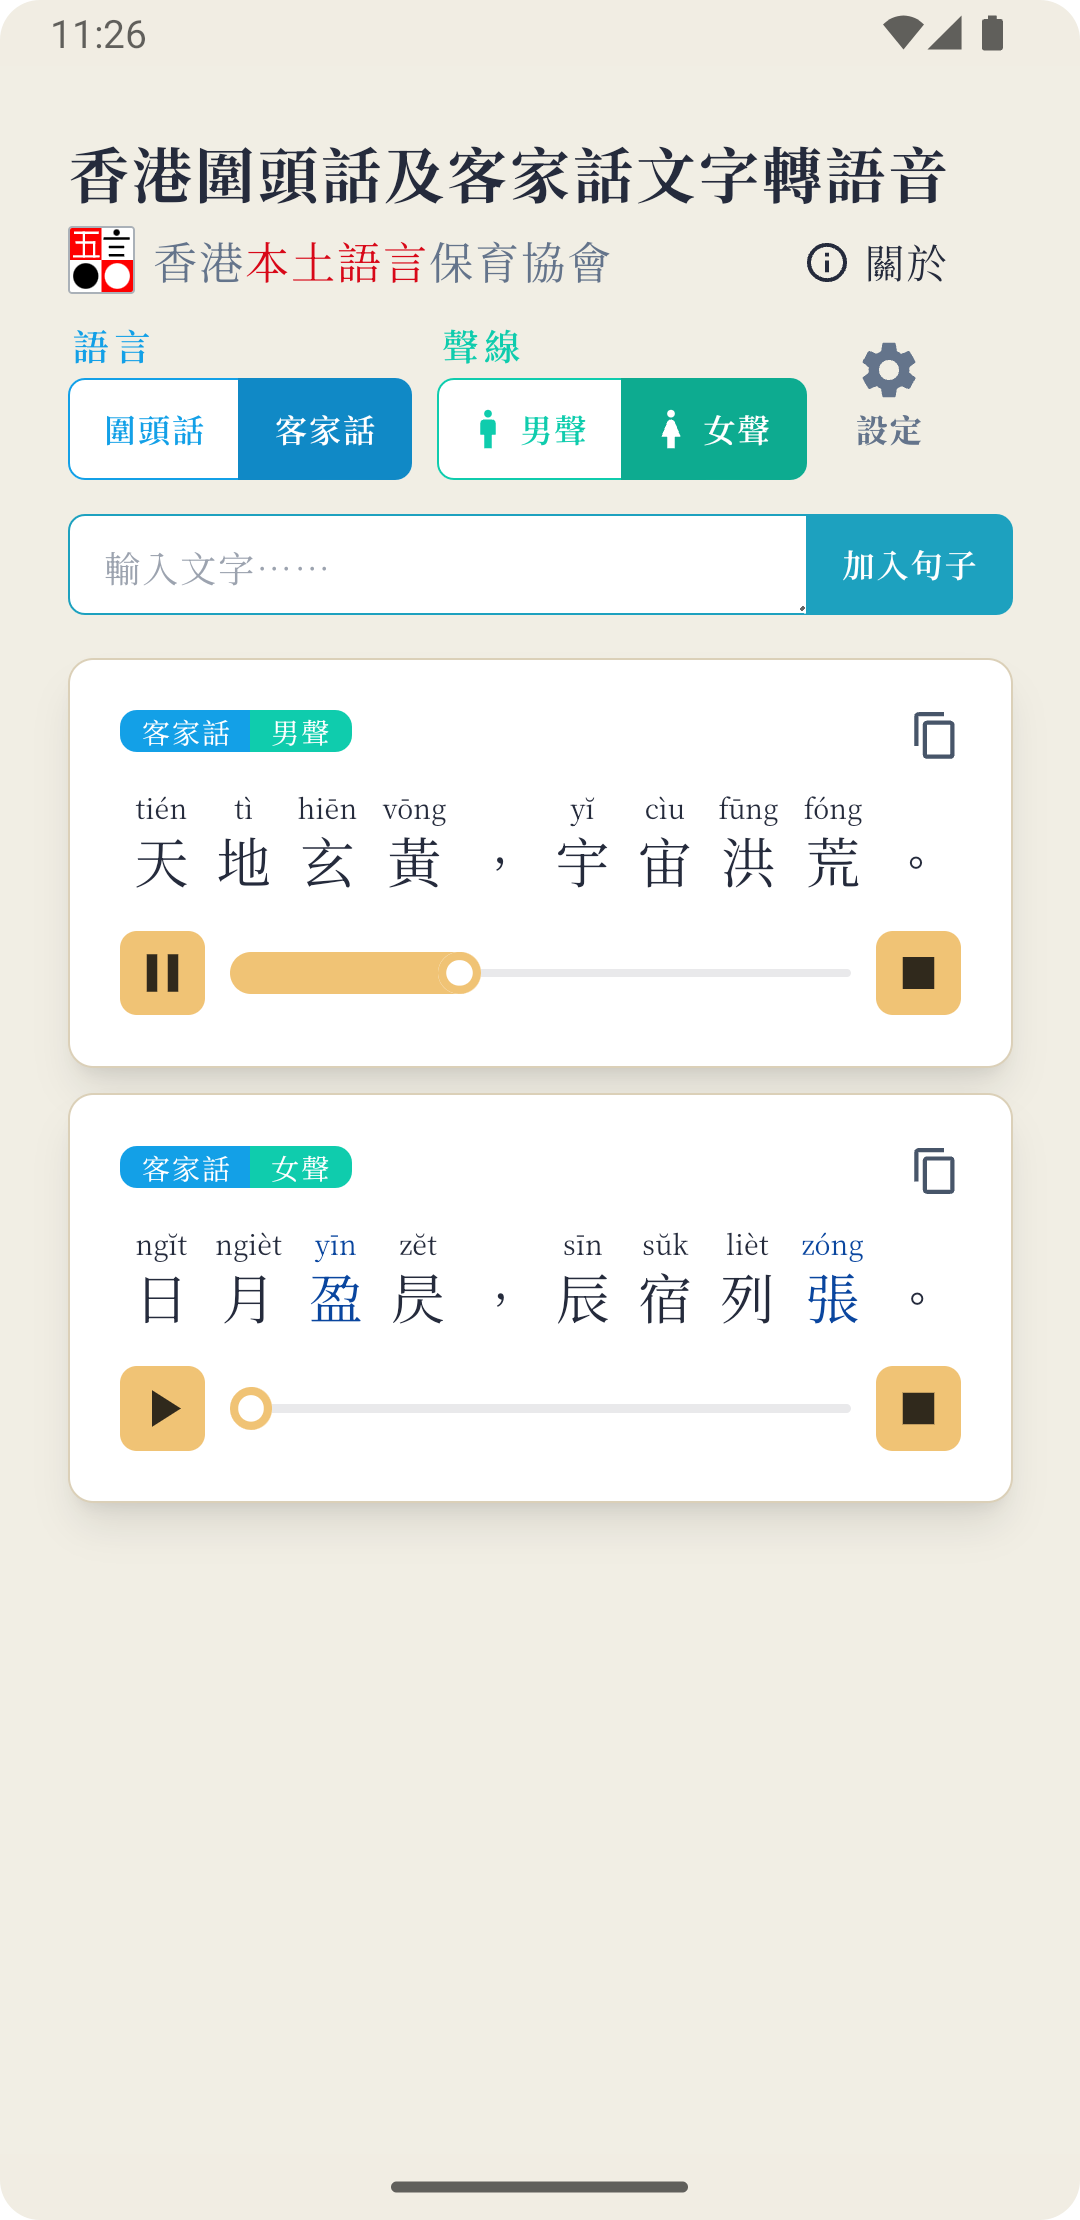 11:26
香港圍頭話及客家話文字轉語音
香港本土語言保育協會
關於
語言
聲線
圍頭話
客家話
男聲
女聲
設定
輸入文字……
加入句子
客家話
男聲
tién tì hiēn vōng yĭ cìu fūng fóng
天地玄黃，宇宙洪荒。
客家話
女聲
ngĭt ngièt yīn zĕt sīn sŭk lièt zóng
日月盈昃，辰宿列張。